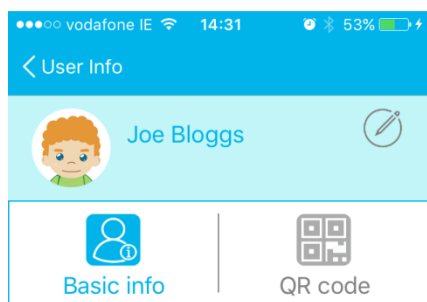 vodafone IE 14:31 53%
User Info
Joe Bloggs
Basic info QR code